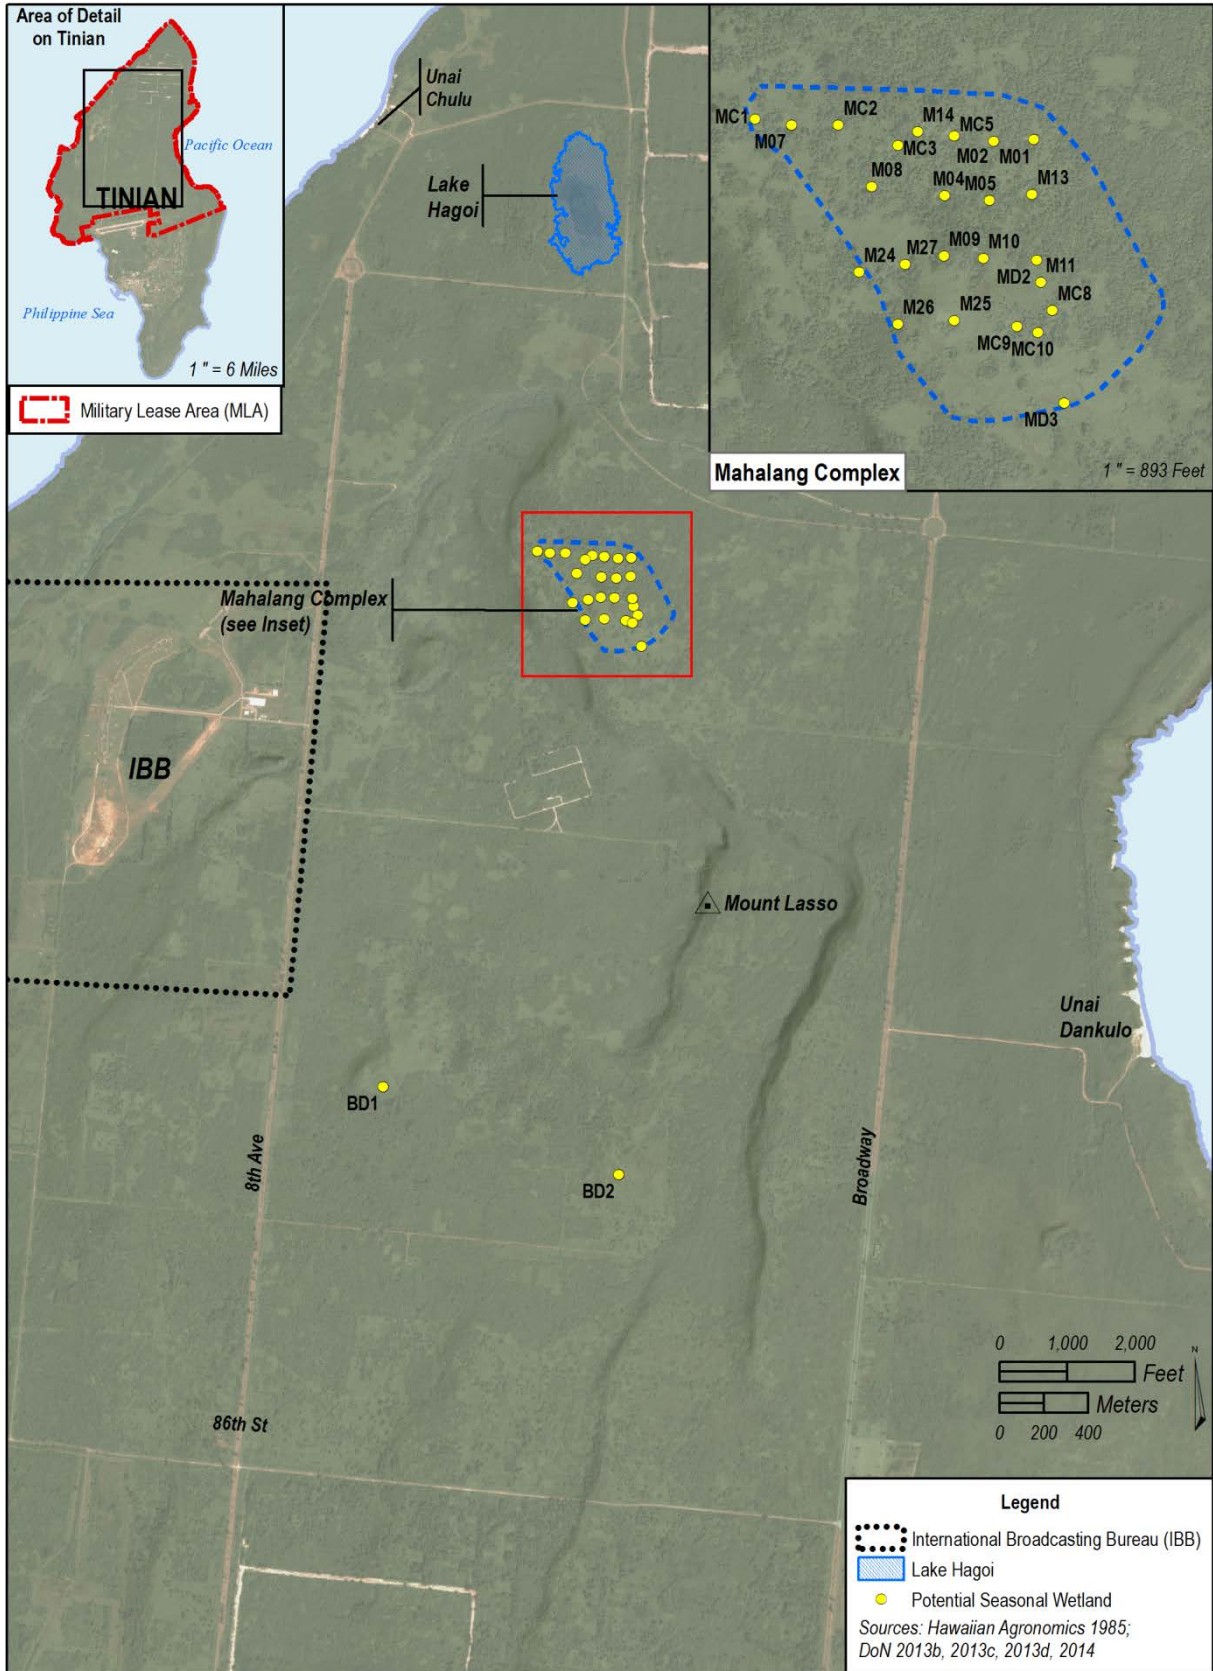 Area of Detail
on Tinian
Pacific Ocean
TINIAN
Philippine Sea
1 " = 6 Miles
Military Lease Area (MLA)
Unai
Chulu
Lake
Hagoi
MC1
M07
MC2
M14
MC3
MC5
M02
M01
M08
M04
M05
M13
M24
M27
M09
M10
M11
MD2
MC8
M26
M25
MC9
MC10
MD3
Mahalang Complex
1 " = 893 Feet
Mahalang Complex
(see Inset)
IBB
Mount Lasso
Unai
Dankulo
BD1
BD2
8th Ave
Broadway
86th St
0 1,000 2,000
Feet
Meters
0 200 400
N
Legend
International Broadcasting Bureau (IBB)
Lake Hagoi
Potential Seasonal Wetland
Sources: Hawaiian Agronomics 1985;
DoN 2013b, 2013c, 2013d, 2014